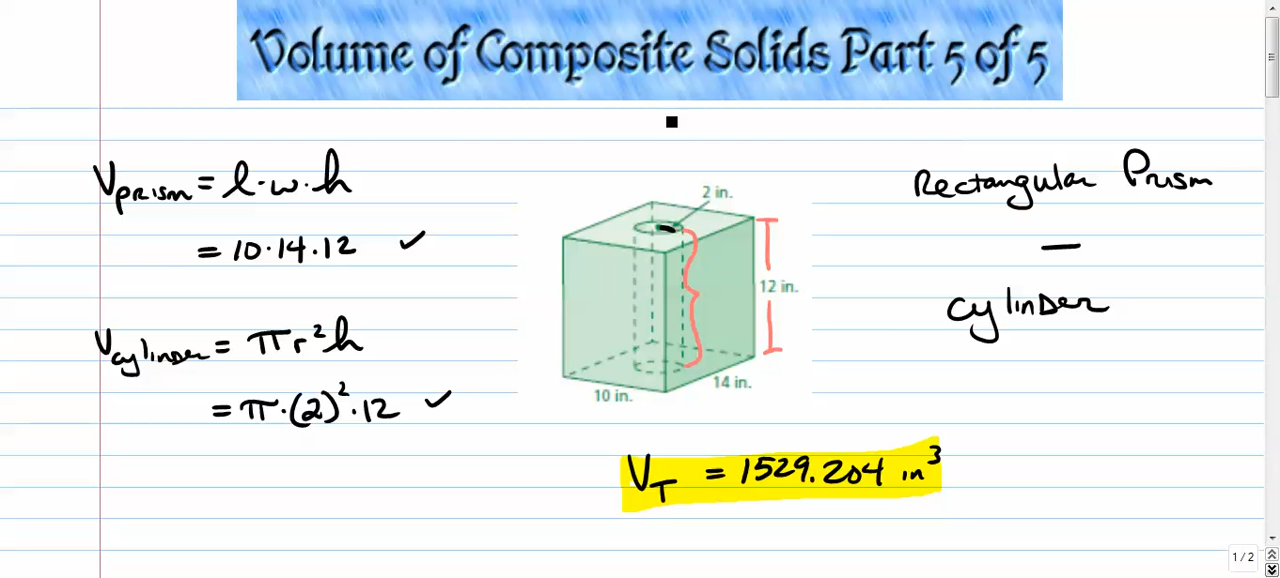 Volume of Composite Solids Part 5 of 5
Vprism = l·w·h
= 10·14·12 ✓
Vcylinder = πr²h
= π·(2)²·12 ✓
2 in.
12 in.
14 in.
10 in.
Rectangular Prism
—
cylinder
VT = 1529.204 in³
1 / 2